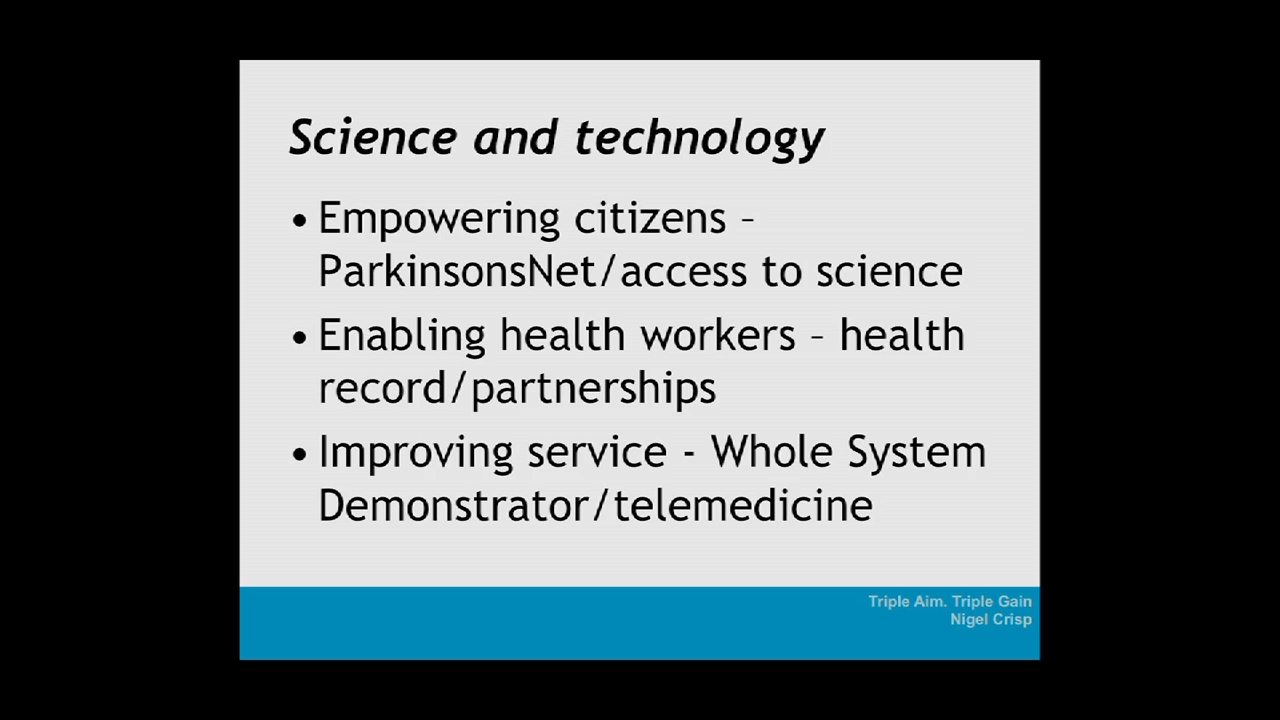 Science and technology
• Empowering citizens –
ParkinsonsNet/access to science
• Enabling health workers – health
record/partnerships
• Improving service - Whole System
Demonstrator/telemedicine
Triple Aim. Triple Gain
Nigel Crisp